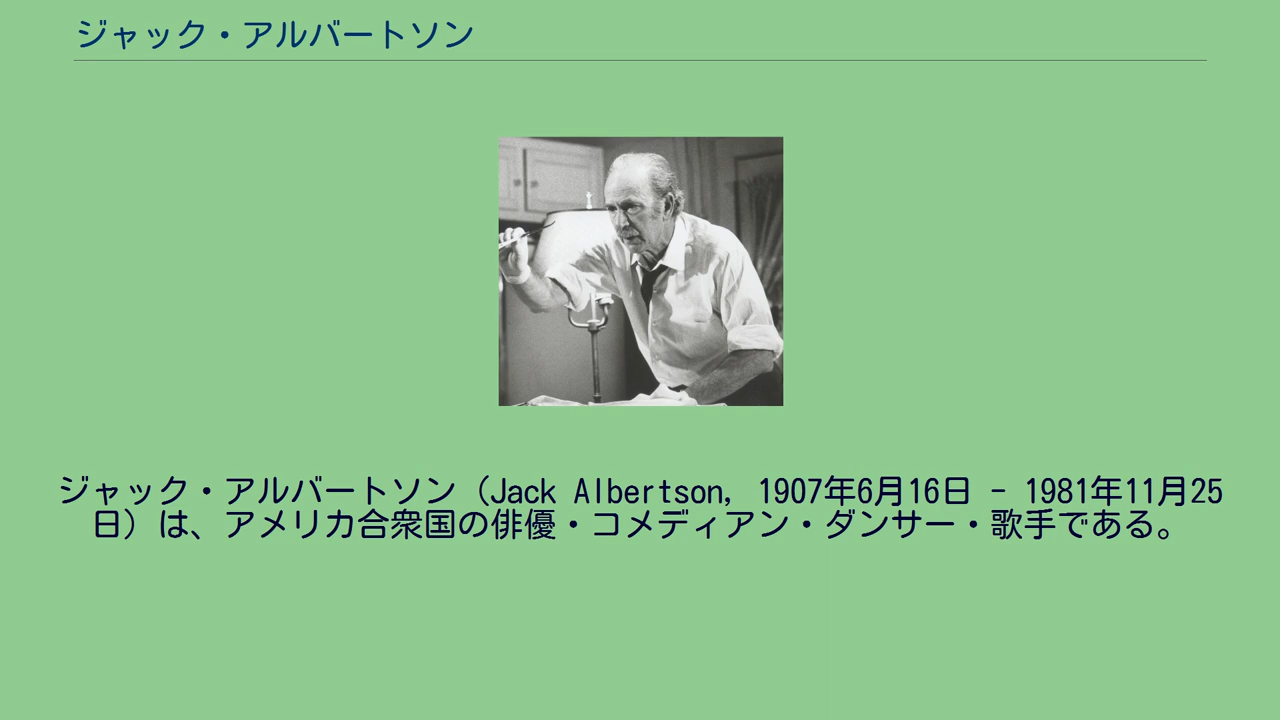 ジャック・アルバートソン
ジャック・アルバートソン（Jack Albertson, 1907年6月16日 - 1981年11月25
日）は、アメリカ合衆国の俳優・コメディアン・ダンサー・歌手である。